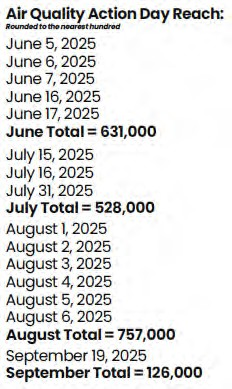 Air Quality Action Day Reach:
Rounded to the nearest hundred
June 5, 2025
June 6, 2025
June 7, 2025
June 16, 2025
June 17, 2025
June Total = 631,000
July 15, 2025
July 16, 2025
July 31, 2025
July Total = 528,000
August 1, 2025
August 2, 2025
August 3, 2025
August 4, 2025
August 5, 2025
August 6, 2025
August Total = 757,000
September 19, 2025
September Total = 126,000